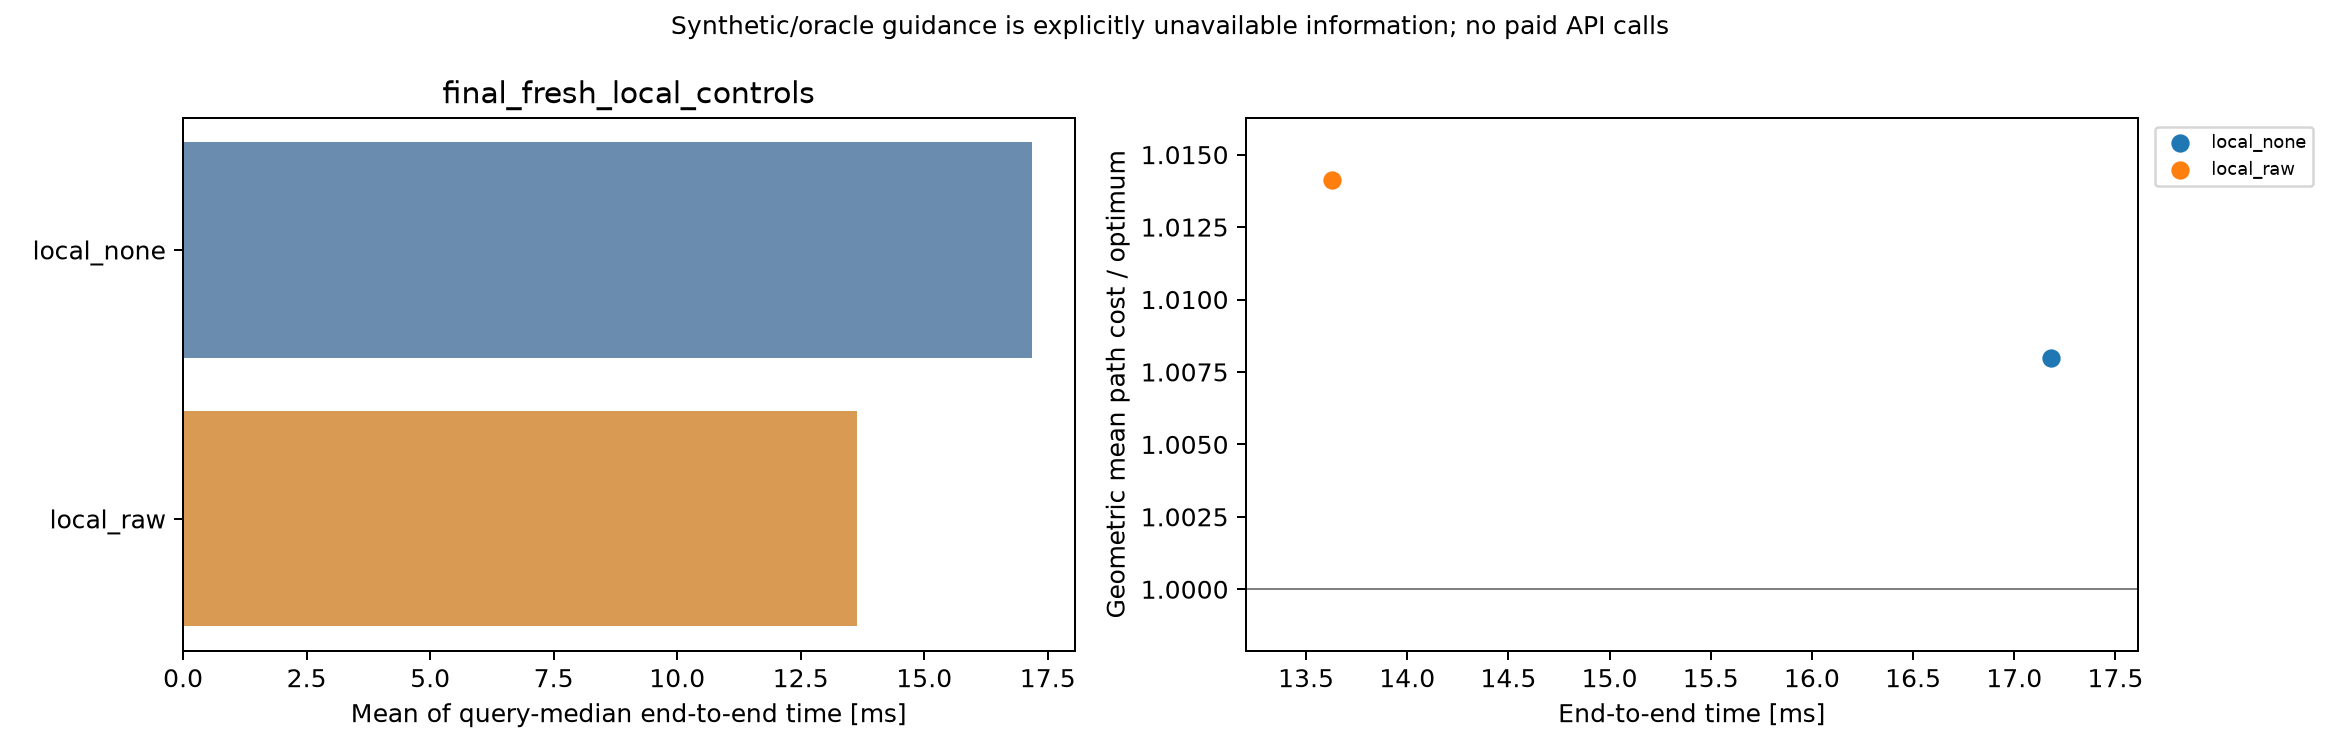 Synthetic/oracle guidance is explicitly unavailable information; no paid API calls
final_fresh_local_controls
local_none
local_raw
0.0 2.5 5.0 7.5 10.0 12.5 15.0 17.5
Mean of query-median end-to-end time [ms]
Geometric mean path cost / optimum
1.0150
1.0125
1.0100
1.0075
1.0050
1.0025
1.0000
13.5 14.0 14.5 15.0 15.5 16.0 16.5 17.0 17.5
End-to-end time [ms]
local_none
local_raw